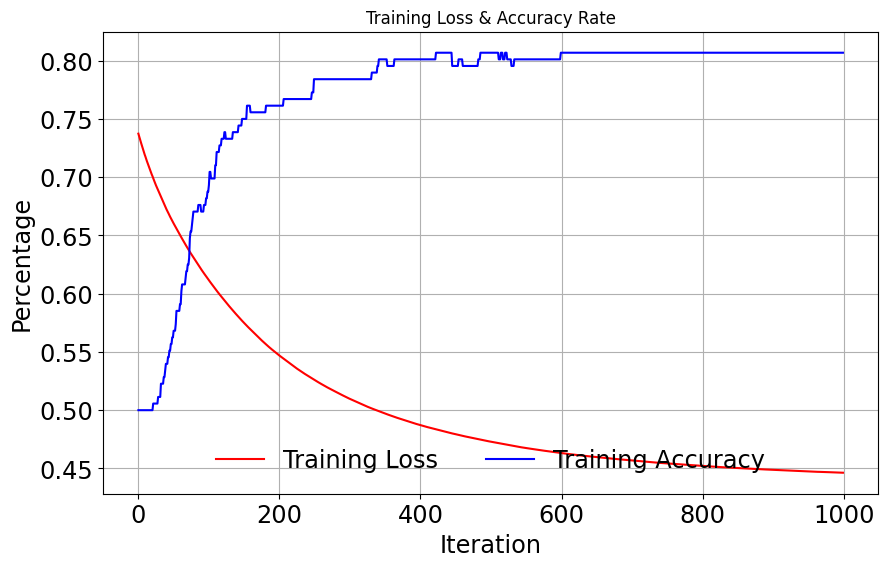 Training Loss & Accuracy Rate
Percentage
0.80
0.75
0.70
0.65
0.60
0.55
0.50
0.45
Training Loss Training Accuracy
0 200 400 600 800 1000
Iteration